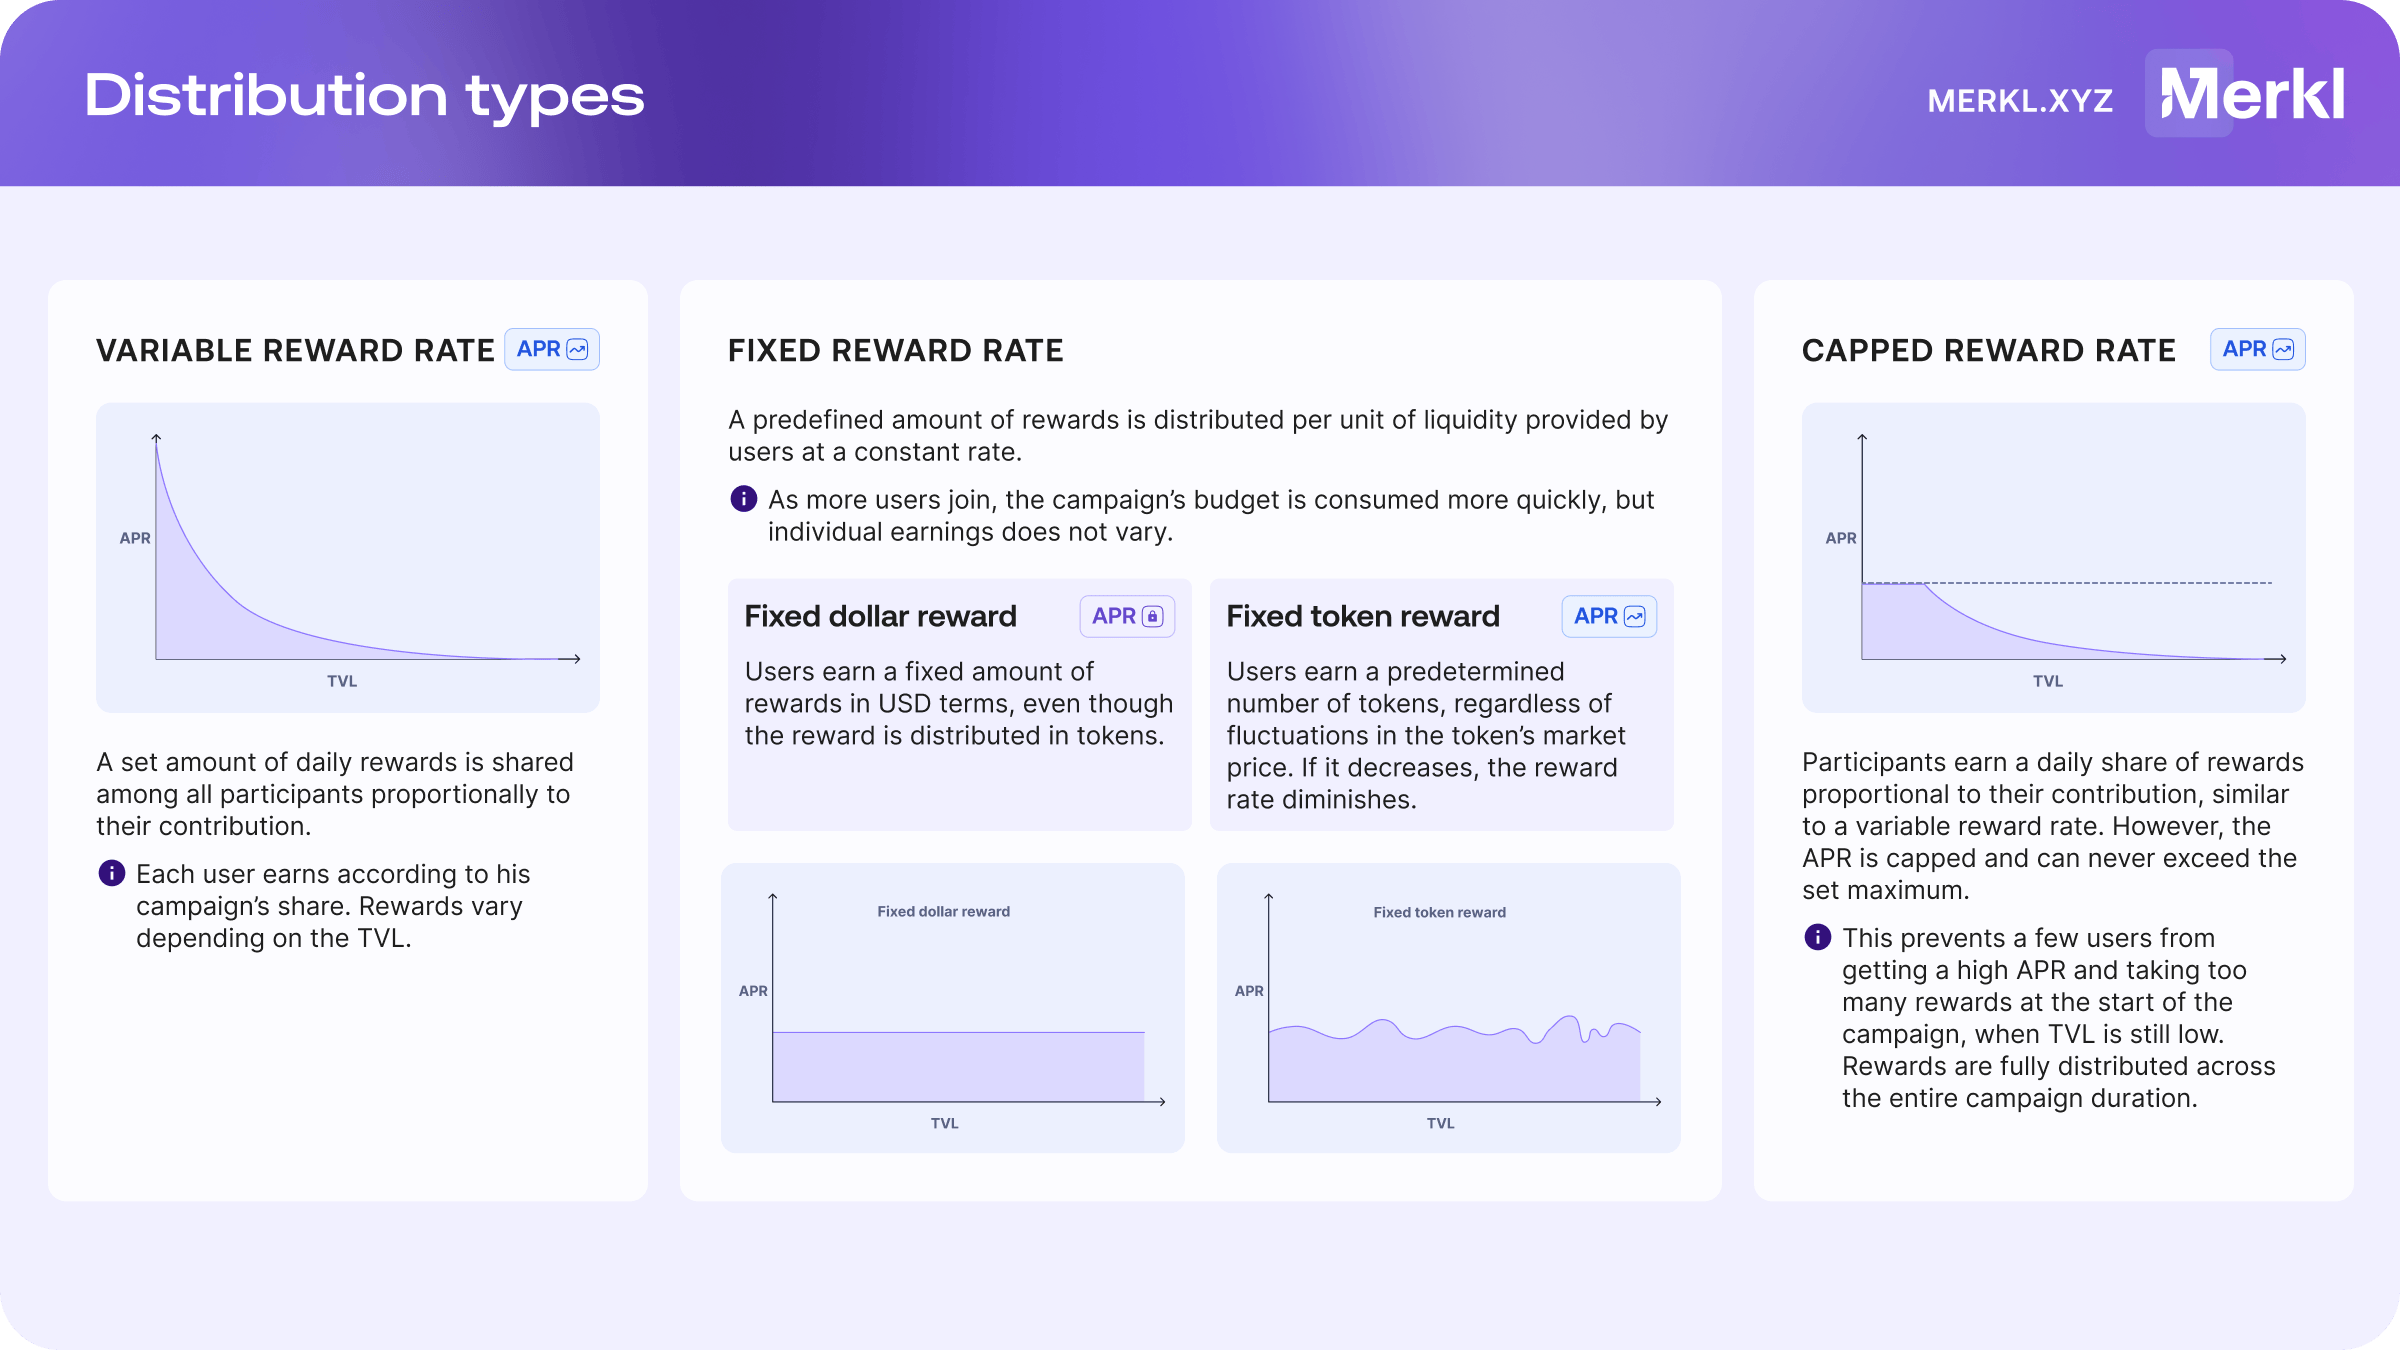 Distribution types
MERKL.XYZ
Merkl
VARIABLE REWARD RATE
APR
APR
TVL
A set amount of daily rewards is shared
among all participants proportionally to
their contribution.
Each user earns according to his
campaign’s share. Rewards vary
depending on the TVL.
FIXED REWARD RATE
A predefined amount of rewards is distributed per unit of liquidity provided by
users at a constant rate.
As more users join, the campaign’s budget is consumed more quickly, but
individual earnings does not vary.
Fixed dollar reward
APR
Users earn a fixed amount of
rewards in USD terms, even though
the reward is distributed in tokens.
Fixed token reward
APR
Users earn a predetermined
number of tokens, regardless of
fluctuations in the token’s market
price. If it decreases, the reward
rate diminishes.
Fixed dollar reward
APR
TVL
Fixed token reward
APR
TVL
CAPPED REWARD RATE
APR
APR
TVL
Participants earn a daily share of rewards
proportional to their contribution, similar
to a variable reward rate. However, the
APR is capped and can never exceed the
set maximum.
This prevents a few users from
getting a high APR and taking too
many rewards at the start of the
campaign, when TVL is still low.
Rewards are fully distributed across
the entire campaign duration.